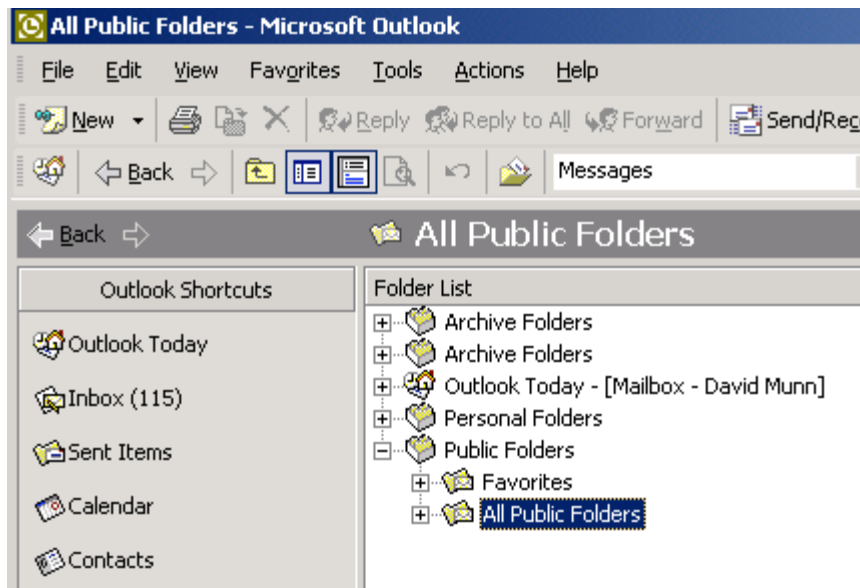 All Public Folders - Microsoft Outlook
File Edit View Favorites Tools Actions Help
New Reply Reply to All Forward Send/Rec
Back Messages
Back All Public Folders
Outlook Shortcuts
Outlook Today
Inbox (115)
Sent Items
Calendar
Contacts
Folder List
Archive Folders
Archive Folders
Outlook Today - [Mailbox - David Munn]
Personal Folders
Public Folders
Favorites
All Public Folders